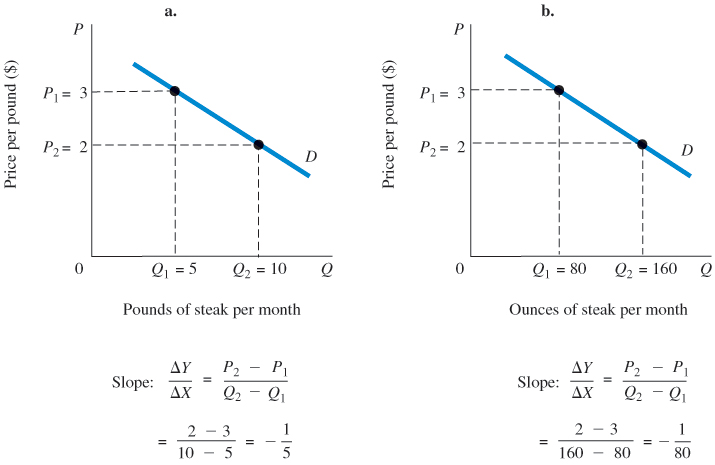 a.
P
Price per pound ($)
P₁ = 3
P₂ = 2
D
0
Q₁ = 5
Q₂ = 10
Q
Pounds of steak per month
Slope: ΔY/ΔX = (P₂ − P₁)/(Q₂ − Q₁)
= (2 − 3)/(10 − 5) = −1/5
b.
P
Price per pound ($)
P₁ = 3
P₂ = 2
D
0
Q₁ = 80
Q₂ = 160
Q
Ounces of steak per month
Slope: ΔY/ΔX = (P₂ − P₁)/(Q₂ − Q₁)
= (2 − 3)/(160 − 80) = −1/80